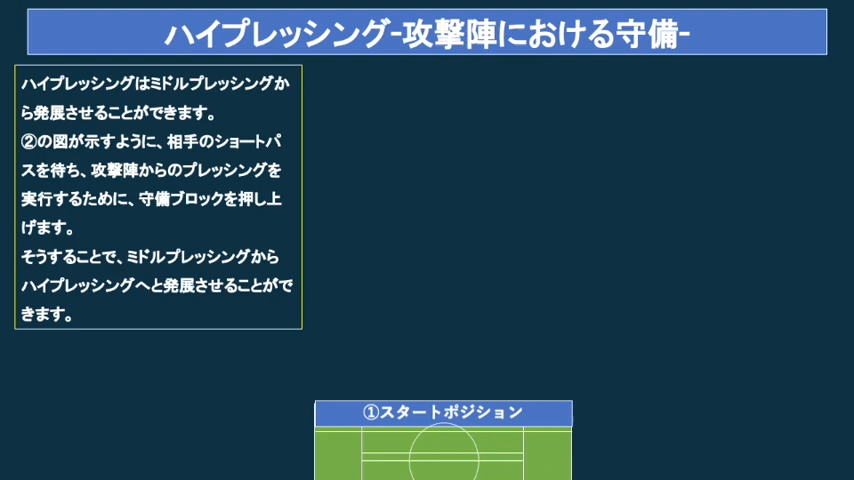 ハイプレッシング-攻撃陣における守備-
ハイプレッシングはミドルプレッシングか
ら発展させることができます。
②の図が示すように、相手のショートパ
スを待ち、攻撃陣からのプレッシングを
実行するために、守備ブロックを押し上
げます。
そうすることで、ミドルプレッシングから
ハイプレッシングへと発展させることがで
きます。
①スタートポジション